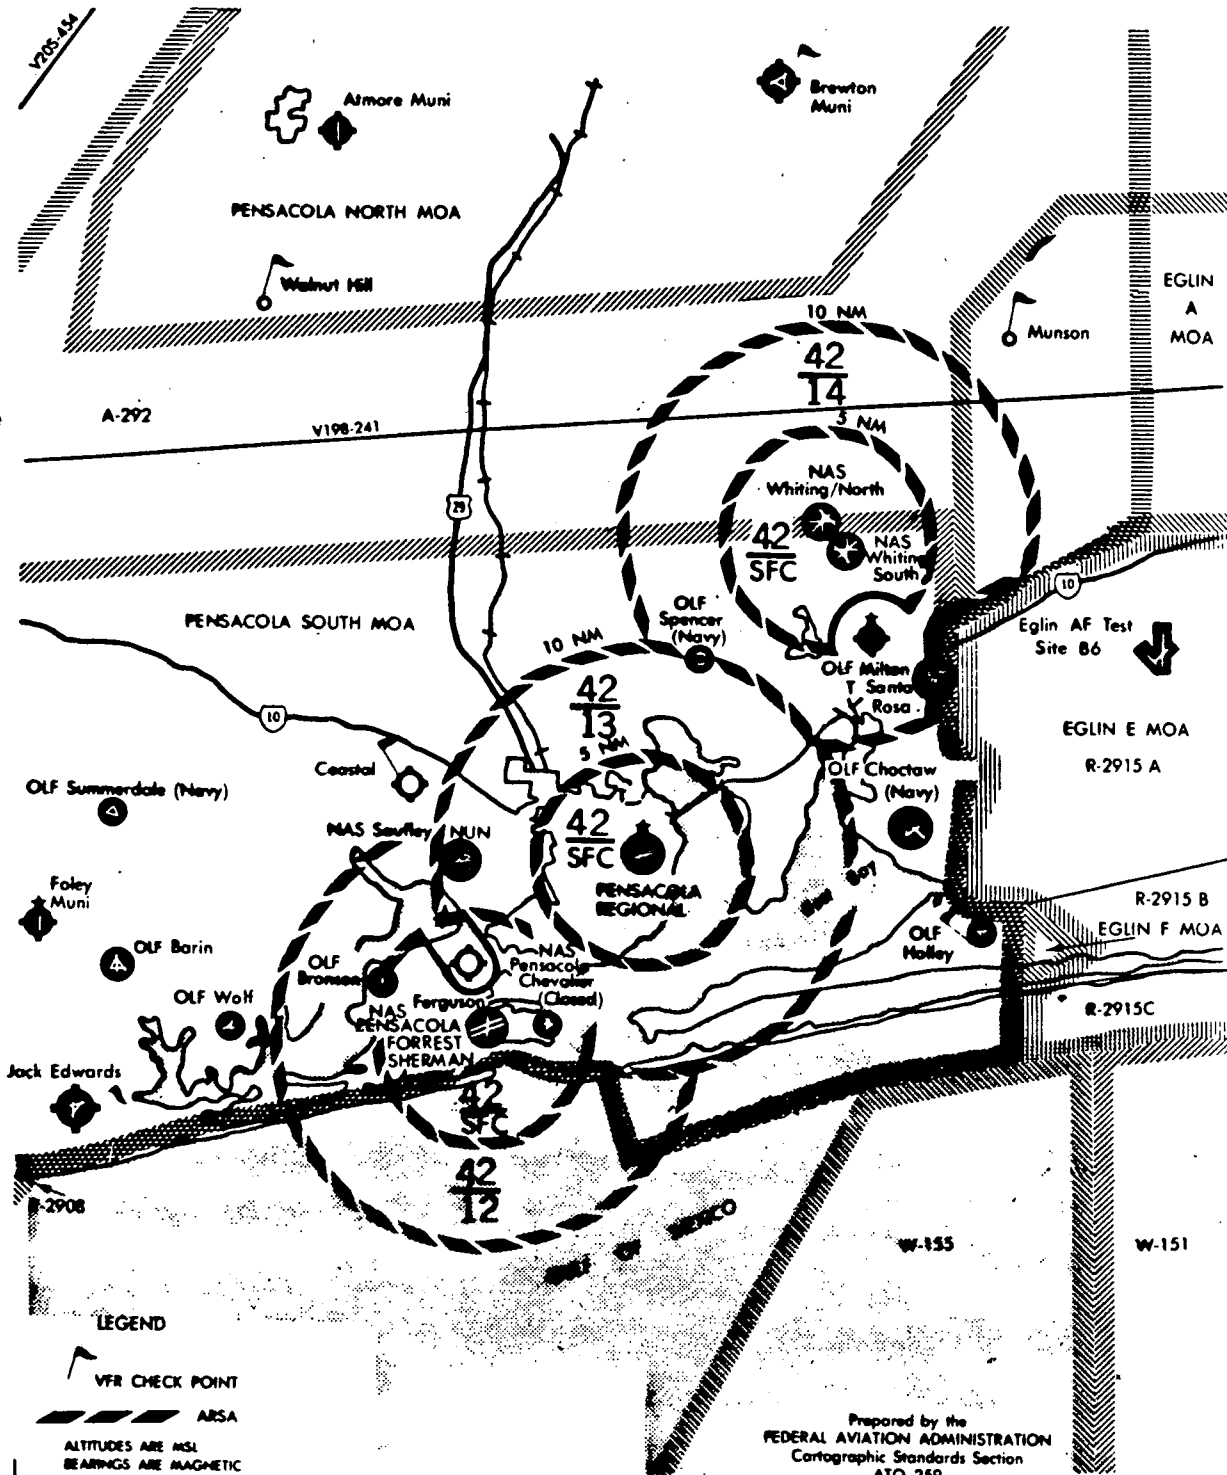 V205-454
Atmore Muni
Brewton
Muni
PENSACOLA NORTH MOA
Walnut Hill
EGLIN
A
MOA
Munson
10 NM
42
14
A-292
V198-241
5 NM
NAS
Whiting/North
29
42
SFC
NAS
Whiting
South
10
PENSACOLA SOUTH MOA
OLF
Spencer
(Navy)
10 NM
Eglin AF Test
Site B6
OLF Milton
T Santa
Rosa
42
13
10
5 NM
EGLIN E MOA
R-2915 A
Coastal
OLF Choctaw
(Navy)
OLF Summerdale (Navy)
NAS Saufley
NUN
42
SFC
PENSACOLA
REGIONAL
Foley
Muni
R-2915 B
EGLIN F MOA
OLF
Holley
OLF Barin
OLF
Bronson
NAS
Pensacola
Chevalier
(Closed)
Ferguson
OLF Wolf
NAS
PENSACOLA
FORREST
SHERMAN
R-2915C
Jack Edwards
42
SFC
42
12
R-2908
GULF OF MEXICO
W-155
W-151
LEGEND
VFR CHECK POINT
ARSA
ALTITUDES ARE MSL
BEARINGS ARE MAGNETIC
Prepared by the
FEDERAL AVIATION ADMINISTRATION
Cartographic Standards Section
ATO-259